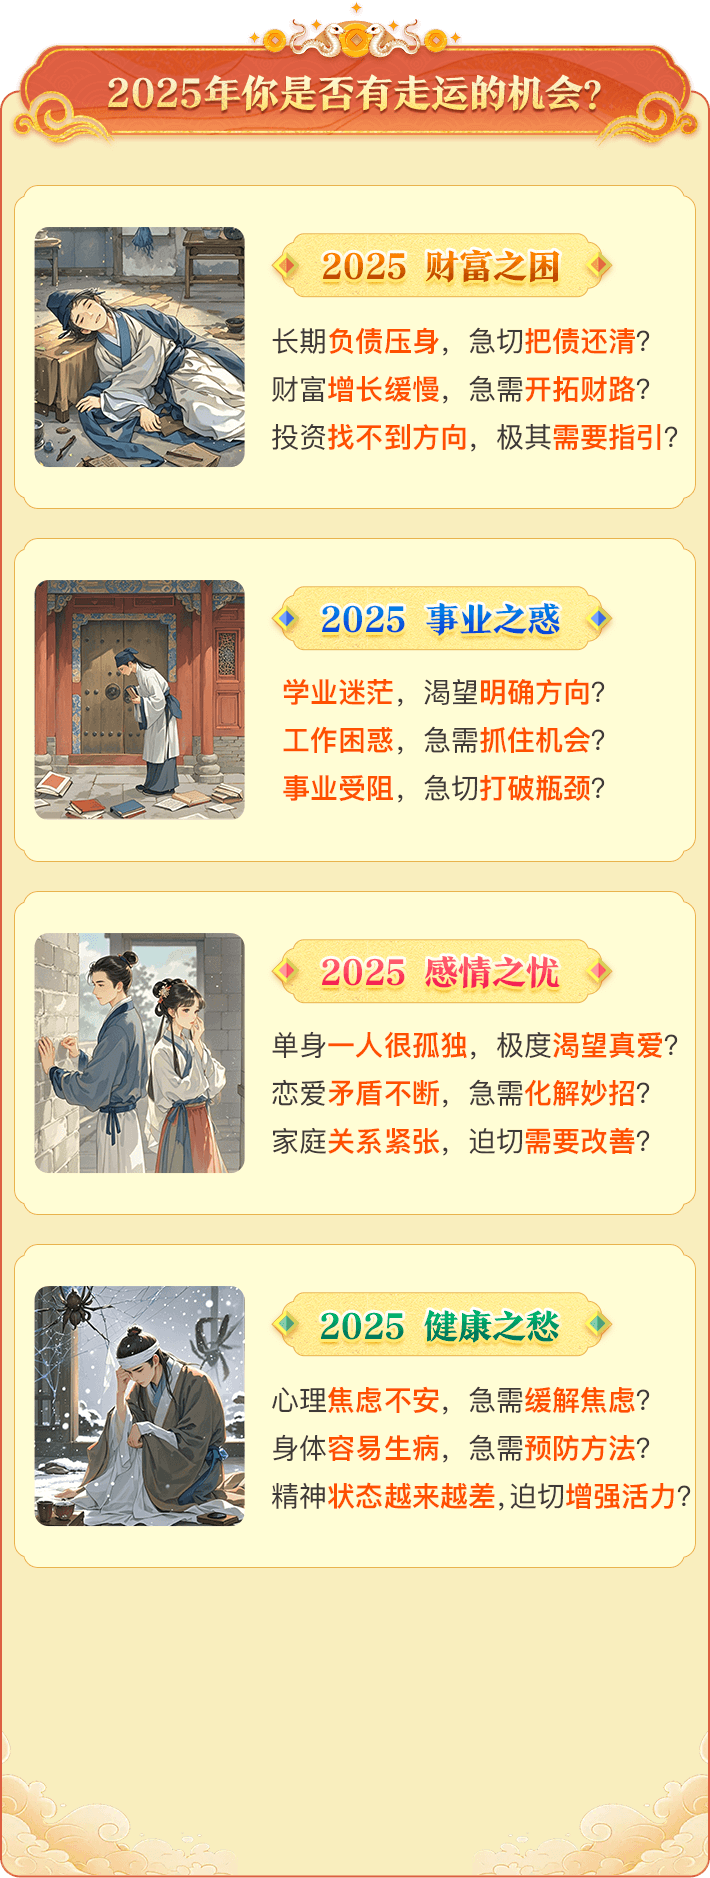 2025年你是否有走运的机会?
2025 财富之困
长期负债压身，急切把债还清?
财富增长缓慢，急需开拓财路?
投资找不到方向，极其需要指引?
2025 事业之惑
学业迷茫，渴望明确方向?
工作困惑，急需抓住机会?
事业受阻，急切打破瓶颈?
2025 感情之忧
单身一人很孤独，极度渴望真爱?
恋爱矛盾不断，急需化解妙招?
家庭关系紧张，迫切需要改善?
2025 健康之愁
心理焦虑不安，急需缓解焦虑?
身体容易生病，急需预防方法?
精神状态越来越差,迫切增强活力?